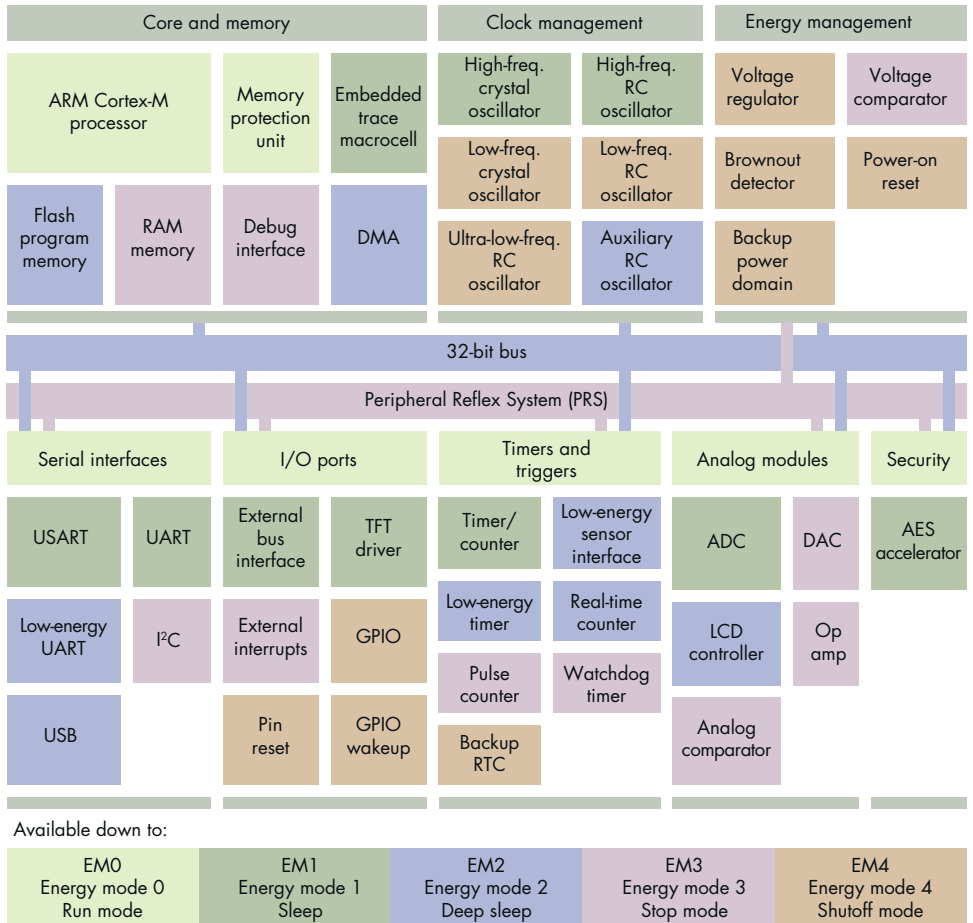 Core and memory
Clock management
Energy management
ARM Cortex-M
processor
Memory
protection
unit
Embedded
trace
macrocell
Flash
program
memory
RAM
memory
Debug
interface
DMA
High-freq.
crystal
oscillator
High-freq.
RC
oscillator
Low-freq.
crystal
oscillator
Low-freq.
RC
oscillator
Ultra-low-freq.
RC
oscillator
Auxiliary
RC
oscillator
Voltage
regulator
Voltage
comparator
Brownout
detector
Power-on
reset
Backup
power
domain
32-bit bus
Peripheral Reflex System (PRS)
Serial interfaces
I/O ports
Timers and
triggers
Analog modules
Security
USART
UART
Low-energy
UART
I²C
USB
External
bus
interface
TFT
driver
External
interrupts
GPIO
Pin
reset
GPIO
wakeup
Timer/
counter
Low-energy
sensor
interface
Low-energy
timer
Real-time
counter
Pulse
counter
Watchdog
timer
Backup
RTC
ADC
DAC
LCD
controller
Op
amp
Analog
comparator
AES
accelerator
Available down to:
EM0
Energy mode 0
Run mode
EM1
Energy mode 1
Sleep
EM2
Energy mode 2
Deep sleep
EM3
Energy mode 3
Stop mode
EM4
Energy mode 4
Shutoff mode